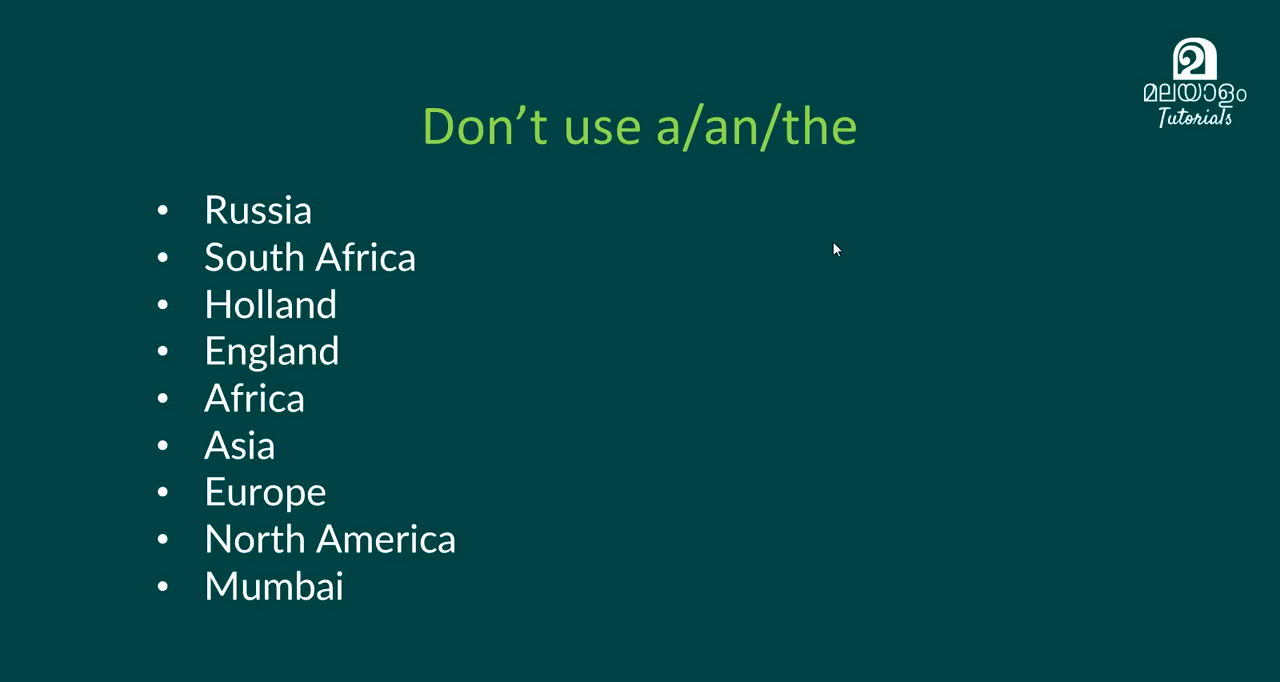 മ
മലയാളം
Tutorials
Don’t use a/an/the
• Russia
• South Africa
• Holland
• England
• Africa
• Asia
• Europe
• North America
• Mumbai